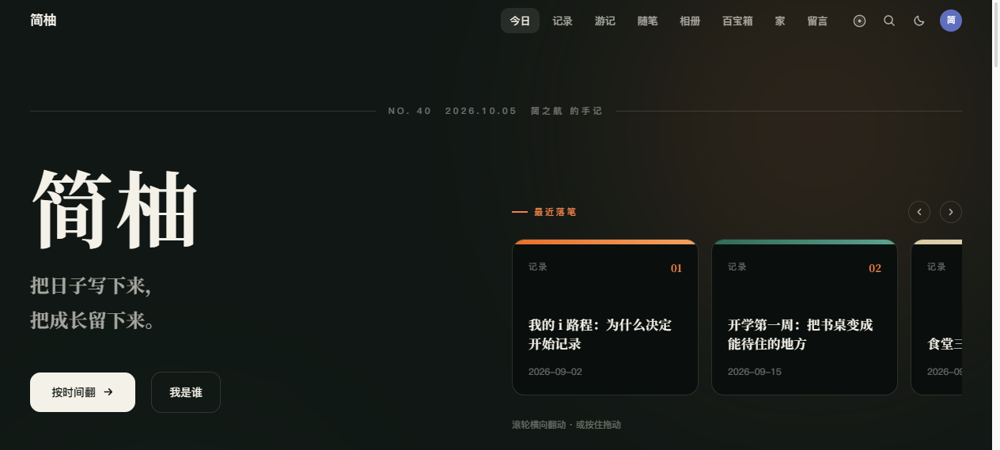 简柚
今日 记录 游记 随笔 相册 百宝箱 家 留言 简
NO. 40 2026.10.05 简之航 的手记
简柚
把日子写下来，
把成长留下来。
按时间翻 →
我是谁
最近落笔
记录 01
我的 i 路程：为什么决定
开始记录
2026-09-02
记录 02
开学第一周：把书桌变成
能待住的地方
2026-09-15
记录
食堂三
2026-09
滚轮横向翻动 · 或按住拖动